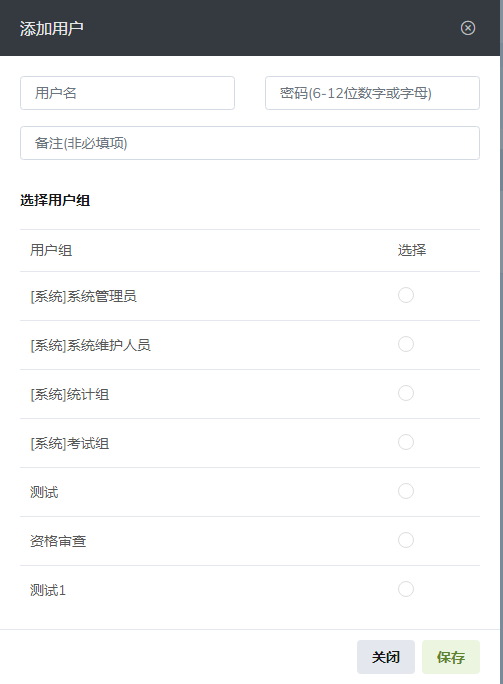 添加用户
用户名 密码(6-12位数字或字母)
备注(非必填项)
选择用户组
用户组 选择
[系统]系统管理员
[系统]系统维护人员
[系统]统计组
[系统]考试组
测试
资格审查
测试1
关闭 保存